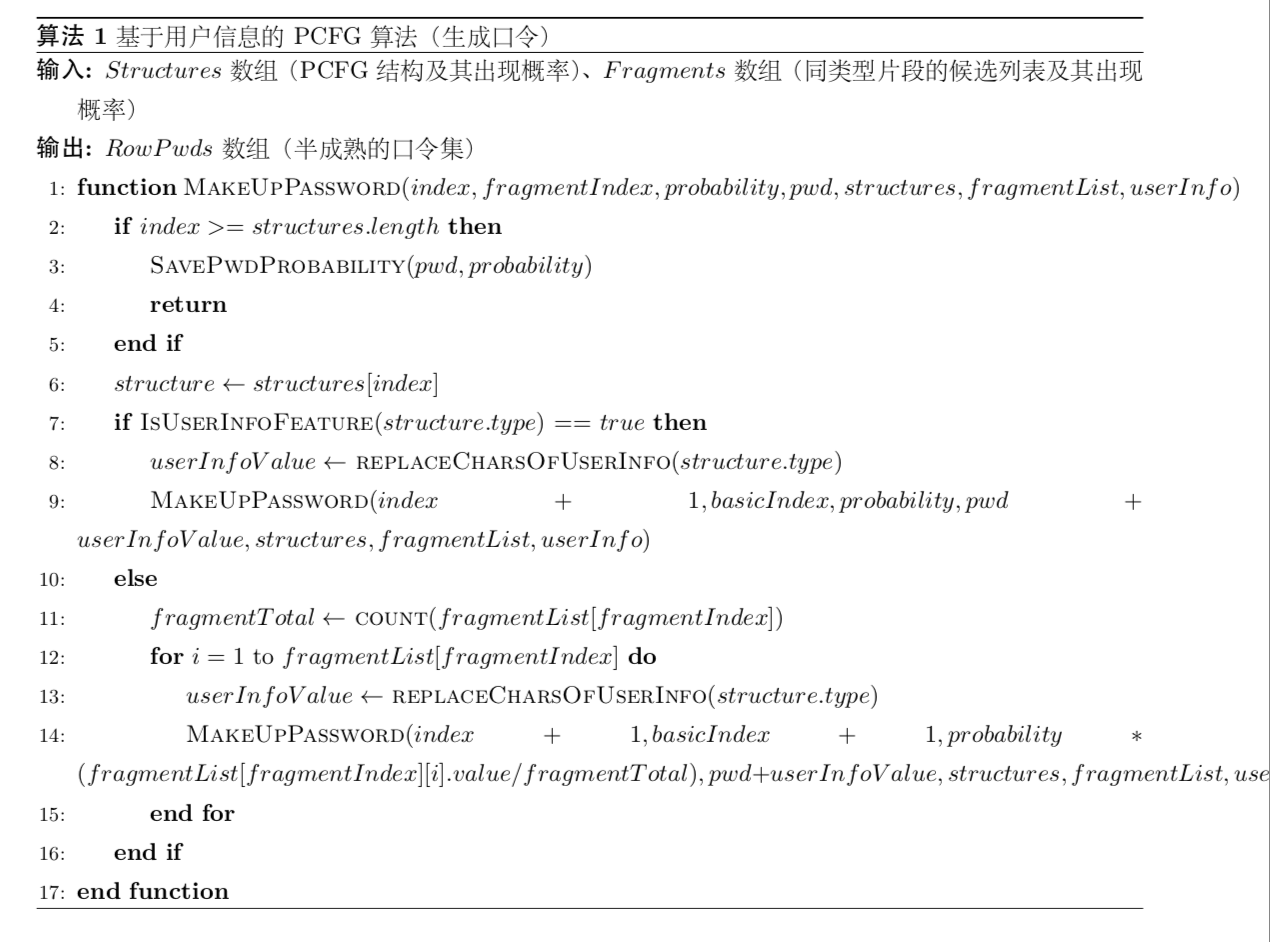 算法 1 基于用户信息的 PCFG 算法（生成口令）
输入: Structures 数组（PCFG 结构及其出现概率）、Fragments 数组（同类型片段的候选列表及其出现
概率）
输出: RowPwds 数组（半成熟的口令集）
1: function MAKEUPPASSWORD(index, fragmentIndex, probability, pwd, structures, fragmentList, userInfo)
2: if index >= structures.length then
3: SAVEPWDPROBABILITY(pwd, probability)
4: return
5: end if
6: structure ← structures[index]
7: if ISUSERINFOFEATURE(structure.type) == true then
8: userInfoValue ← REPLACECHARSOFUSERINFO(structure.type)
9: MAKEUPPASSWORD(index + 1, basicIndex, probability, pwd +
userInfoValue, structures, fragmentList, userInfo)
10: else
11: fragmentTotal ← COUNT(fragmentList[fragmentIndex])
12: for i = 1 to fragmentList[fragmentIndex] do
13: userInfoValue ← REPLACECHARSOFUSERINFO(structure.type)
14: MAKEUPPASSWORD(index + 1, basicIndex + 1, probability *
(fragmentList[fragmentIndex][i].value/fragmentTotal), pwd+userInfoValue, structures, fragmentList, use
15: end for
16: end if
17: end function